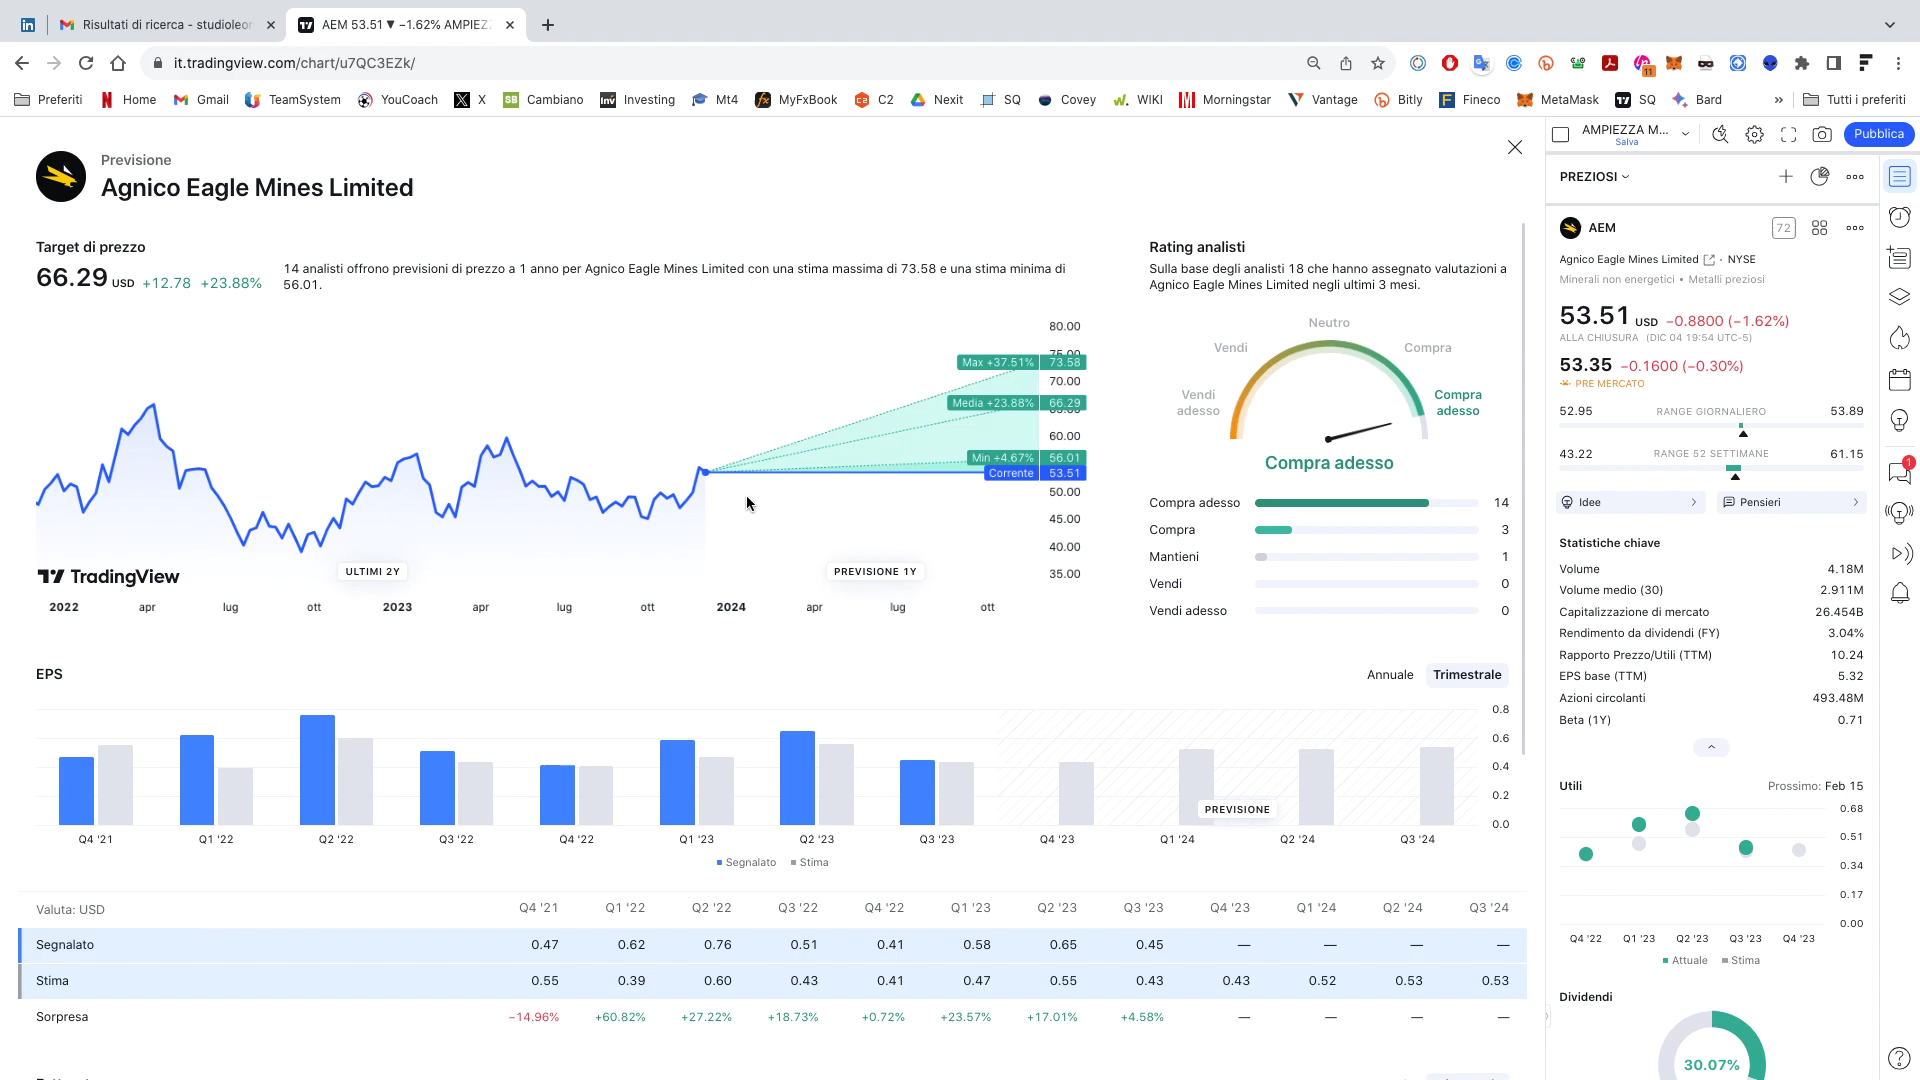 Risultati di ricerca - studioleon
AEM 53.51 ▼ −1.62% AMPIEZZ
it.tradingview.com/chart/u7QC3EZk/
11
Preferiti
Home
Gmail
TeamSystem
YouCoach
X
Cambiano
Investing
Mt4
MyFxBook
C2
Nexit
SQ
Covey
WIKI
Morningstar
Vantage
Bitly
Fineco
MetaMask
SQ
Bard
»
Tutti i preferiti
AMPIEZZA M...
Salva
Pubblica
Previsione
Agnico Eagle Mines Limited
Target di prezzo
66.29 USD +12.78 +23.88%
14 analisti offrono previsioni di prezzo a 1 anno per Agnico Eagle Mines Limited con una stima massima di 73.58 e una stima minima di
56.01.
80.00
75.00
Max +37.51% 73.58
70.00
Media +23.88% 66.29
65.00
60.00
Min +4.67% 56.01
Corrente 53.51
50.00
45.00
40.00
35.00
TradingView
ULTIMI 2Y
PREVISIONE 1Y
2022 apr lug ott 2023 apr lug ott 2024 apr lug ott
Rating analisti
Sulla base degli analisti 18 che hanno assegnato valutazioni a
Agnico Eagle Mines Limited negli ultimi 3 mesi.
Neutro
Vendi
Compra
Vendi
adesso
Compra
adesso
Compra adesso
Compra adesso 14
Compra 3
Mantieni 1
Vendi 0
Vendi adesso 0
EPS
Annuale
Trimestrale
0.8
0.6
0.4
0.2
0.0
PREVISIONE
Q4 '21 Q1 '22 Q2 '22 Q3 '22 Q4 '22 Q1 '23 Q2 '23 Q3 '23 Q4 '23 Q1 '24 Q2 '24 Q3 '24
Segnalato Stima
Valuta: USD Q4 '21 Q1 '22 Q2 '22 Q3 '22 Q4 '22 Q1 '23 Q2 '23 Q3 '23 Q4 '23 Q1 '24 Q2 '24 Q3 '24
Segnalato 0.47 0.62 0.76 0.51 0.41 0.58 0.65 0.45 — — — —
Stima 0.55 0.39 0.60 0.43 0.41 0.47 0.55 0.43 0.43 0.52 0.53 0.53
Sorpresa −14.96% +60.82% +27.22% +18.73% +0.72% +23.57% +17.01% +4.58% — — — —
PREZIOSI
AEM
72
Agnico Eagle Mines Limited · NYSE
Minerali non energetici • Metalli preziosi
53.51 USD −0.8800 (−1.62%)
ALLA CHIUSURA (DIC 04 19:54 UTC-5)
53.35 −0.1600 (−0.30%)
PRE MERCATO
52.95 RANGE GIORNALIERO 53.89
43.22 RANGE 52 SETTIMANE 61.15
Idee
Pensieri
Statistiche chiave
Volume 4.18M
Volume medio (30) 2.911M
Capitalizzazione di mercato 26.454B
Rendimento da dividendi (FY) 3.04%
Rapporto Prezzo/Utili (TTM) 10.24
EPS base (TTM) 5.32
Azioni circolanti 493.48M
Beta (1Y) 0.71
Utili Prossimo: Feb 15
0.68
0.51
0.34
0.17
0.00
Q4 '22 Q1 '23 Q2 '23 Q3 '23 Q4 '23
Attuale Stima
Dividendi
30.07%
1